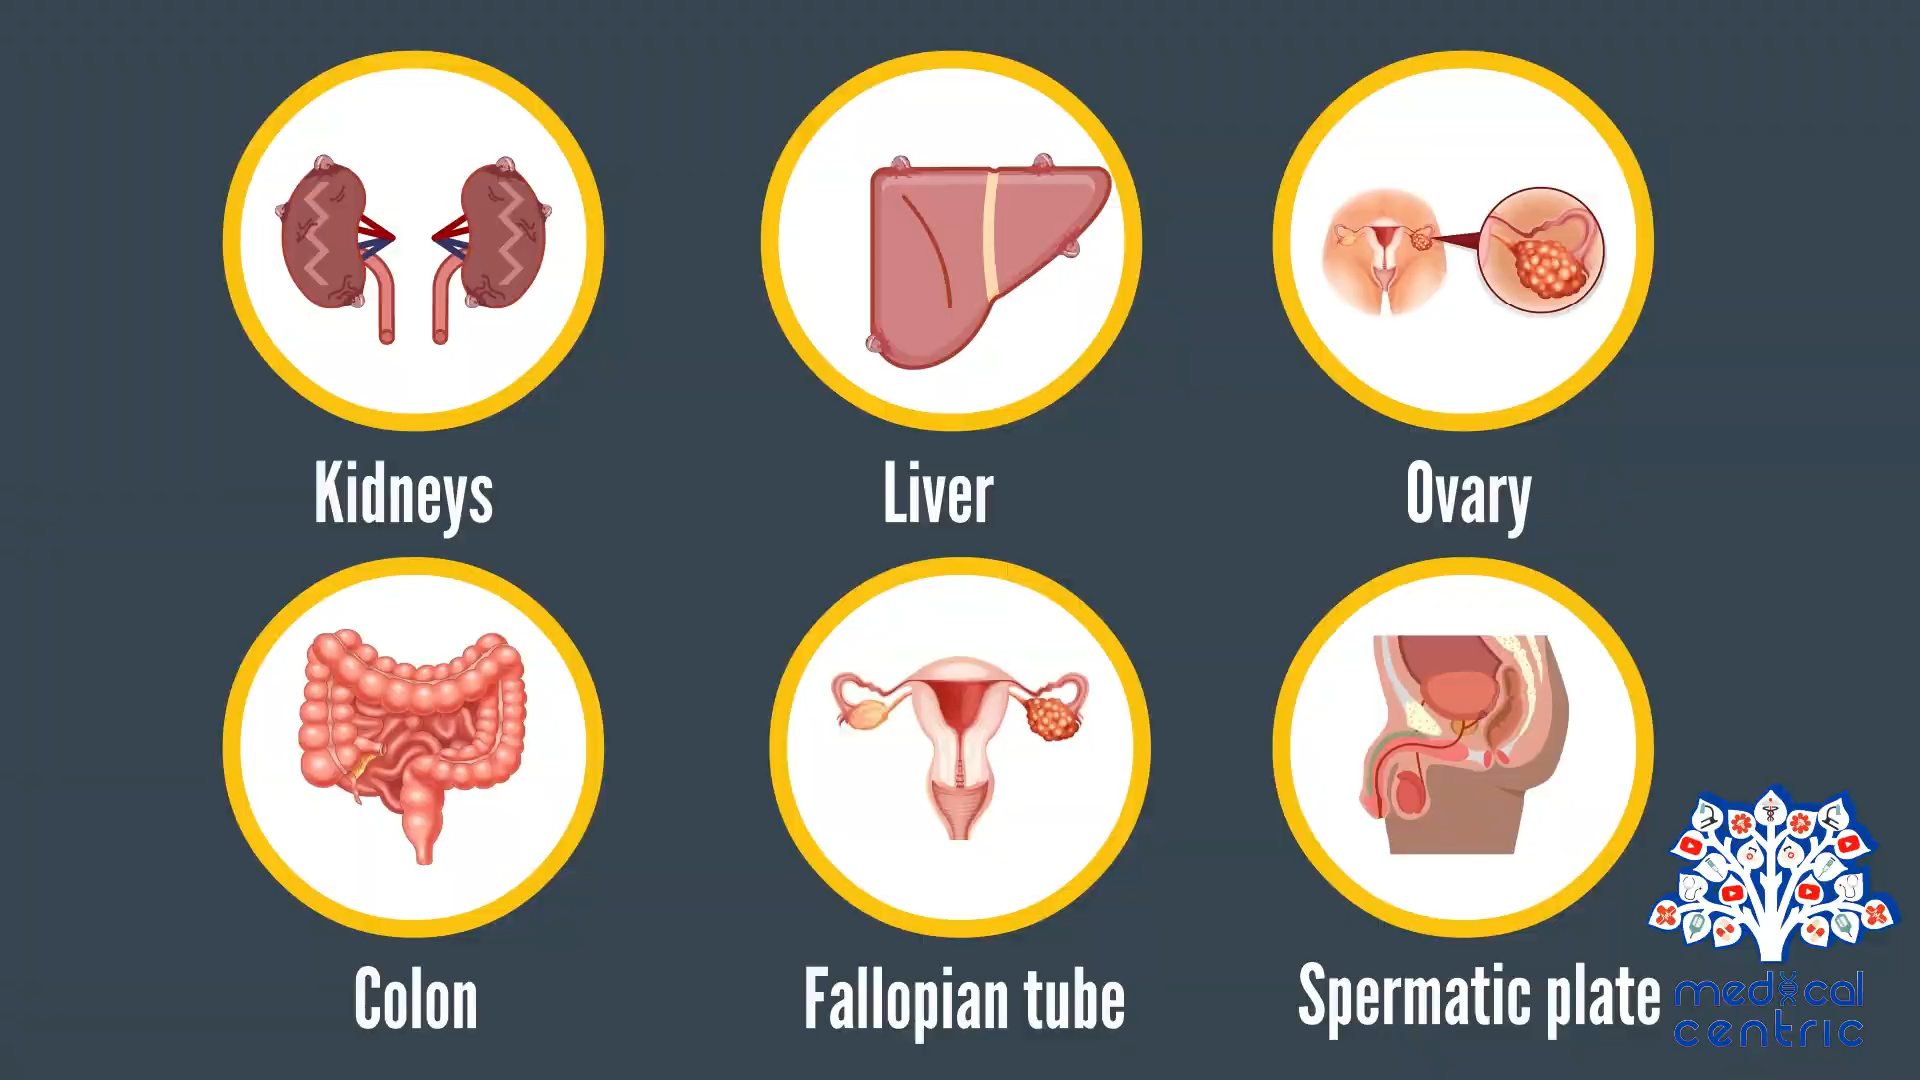 Kidneys
Liver
Ovary
Colon
Fallopian tube
Spermatic plate
medical
centric